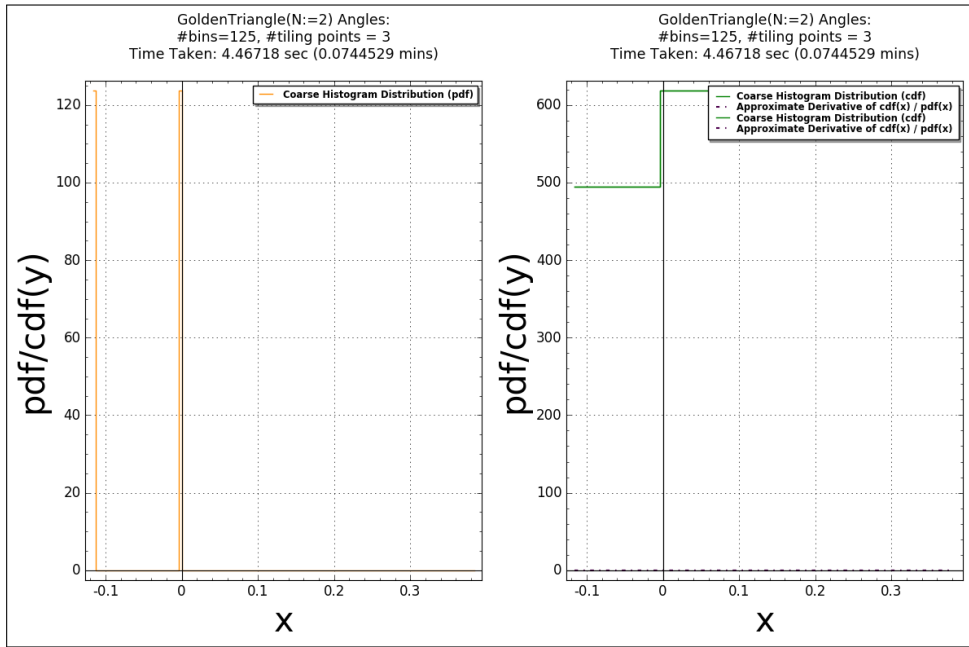 GoldenTriangle(N:=2) Angles:
#bins=125, #tiling points = 3
Time Taken: 4.46718 sec (0.0744529 mins)
Coarse Histogram Distribution (pdf)
120
100
80
60
40
20
0
pdf/cdf(y)
-0.1
0
0.1
0.2
0.3
x
GoldenTriangle(N:=2) Angles:
#bins=125, #tiling points = 3
Time Taken: 4.46718 sec (0.0744529 mins)
Coarse Histogram Distribution (cdf)
Approximate Derivative of cdf(x) / pdf(x)
Coarse Histogram Distribution (cdf)
Approximate Derivative of cdf(x) / pdf(x)
600
500
400
300
200
100
0
pdf/cdf(y)
-0.1
0
0.1
0.2
0.3
x